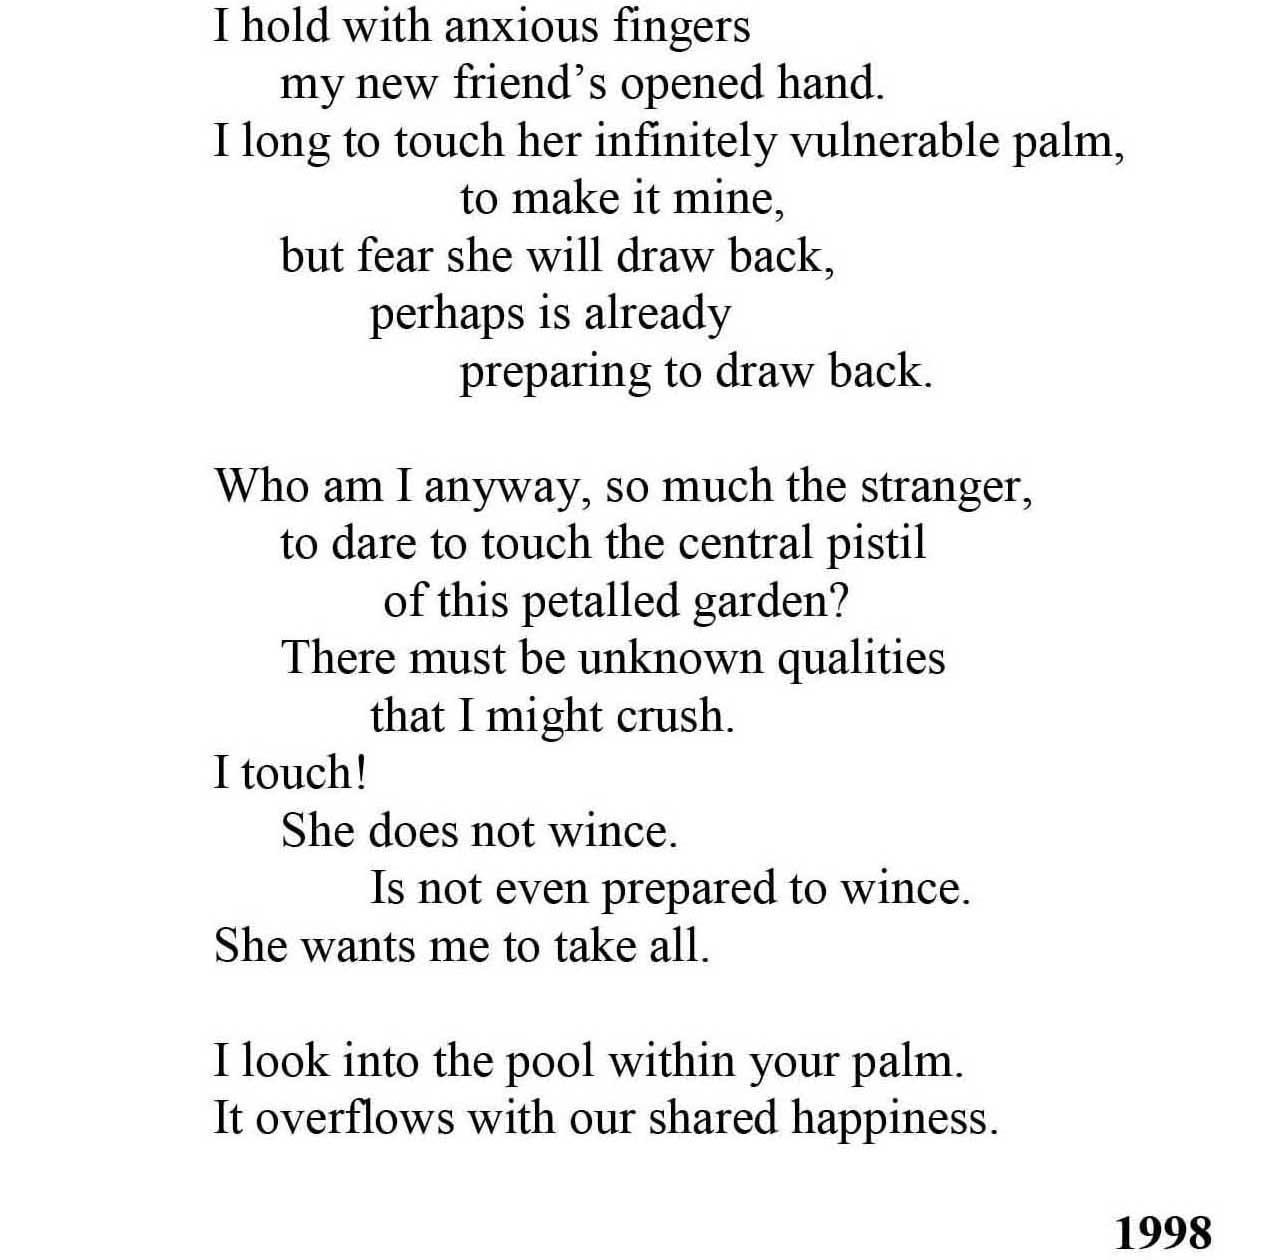 I hold with anxious fingers
my new friend’s opened hand.
I long to touch her infinitely vulnerable palm,
to make it mine,
but fear she will draw back,
perhaps is already
preparing to draw back.
Who am I anyway, so much the stranger,
to dare to touch the central pistil
of this petalled garden?
There must be unknown qualities
that I might crush.
I touch!
She does not wince.
Is not even prepared to wince.
She wants me to take all.
I look into the pool within your palm.
It overflows with our shared happiness.
1998